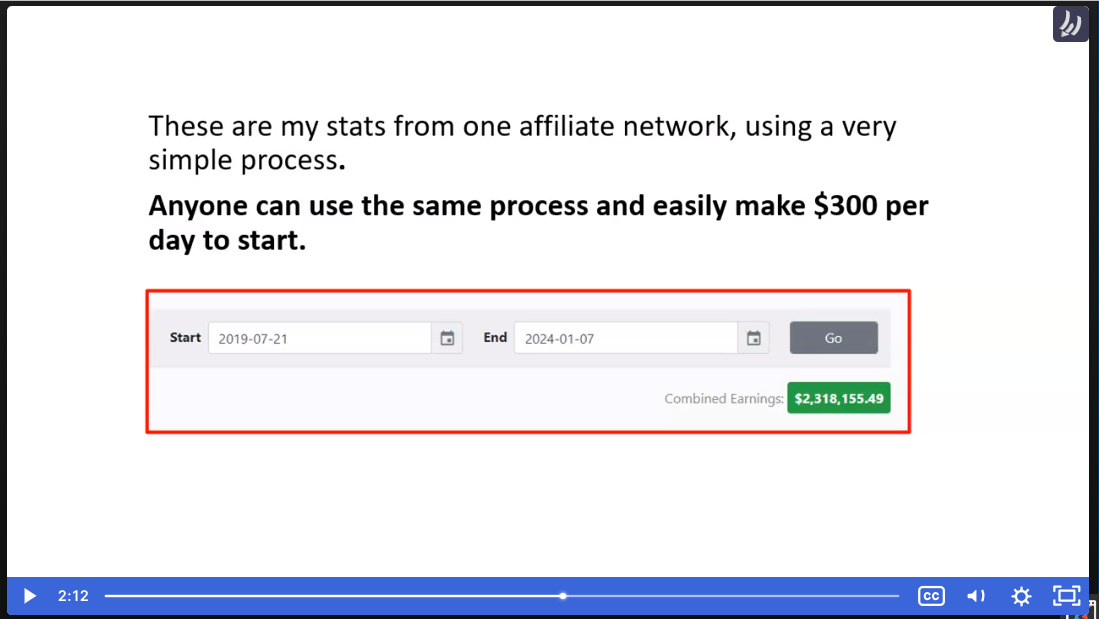 These are my stats from one affiliate network, using a very
simple process.
Anyone can use the same process and easily make $300 per
day to start.
Start 2019-07-21 End 2024-01-07 Go
Combined Earnings: $2,318,155.49
2:12 CC